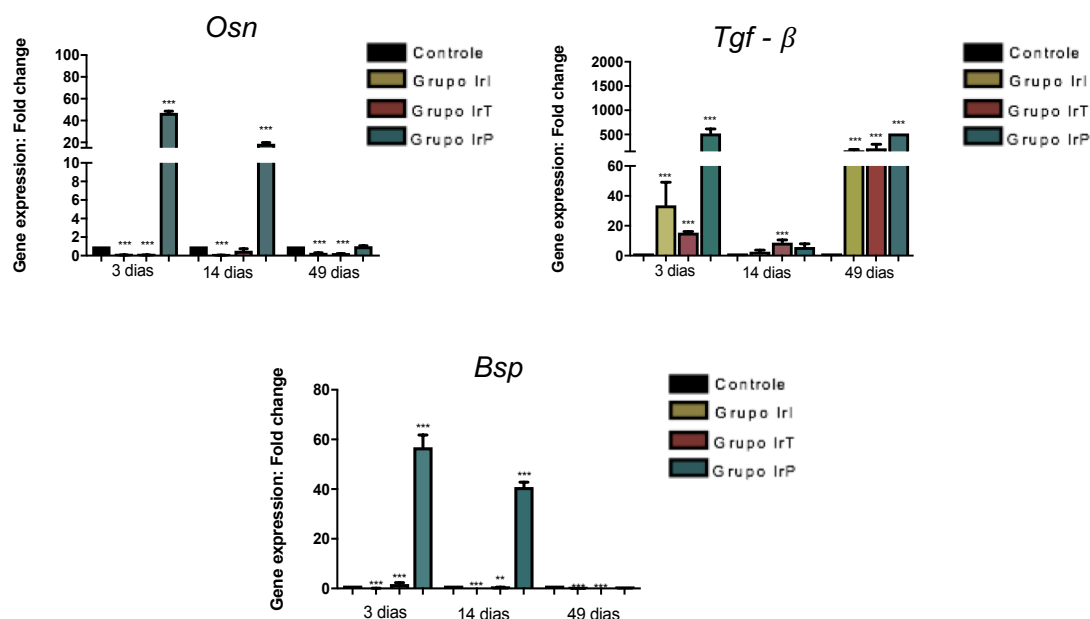 Osn
Gene expression: Fold change
100
80
60
40
20
10
8
6
4
2
0
***
***
***
***
***
***
***
3 dias
14 dias
49 dias
Controle
Grupo IrI
Grupo IrT
Grupo IrP
Tgf - β
Gene expression: Fold change
2000
1500
1000
500
60
40
20
0
***
***
***
***
***
***
***
3 dias
14 dias
49 dias
Controle
Grupo IrI
Grupo IrT
Grupo IrP
Bsp
Gene expression: Fold change
80
60
40
20
0
***
***
***
***
**
***
***
***
3 dias
14 dias
49 dias
Controle
Grupo IrI
Grupo IrT
Grupo IrP